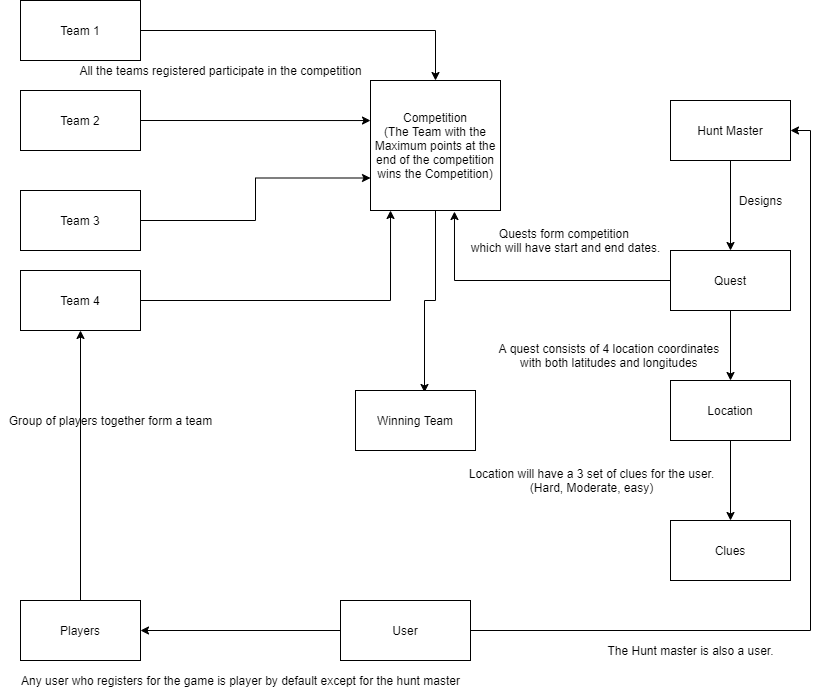 Team 1
All the teams registered participate in the competition
Team 2
Competition
(The Team with the
Maximum points at the
end of the competition
wins the Competition)
Hunt Master
Designs
Team 3
Quests form competition
which will have start and end dates.
Team 4
Quest
A quest consists of 4 location coordinates
with both latitudes and longitudes
Group of players together form a team
Winning Team
Location
Location will have a 3 set of clues for the user.
(Hard, Moderate, easy)
Clues
Players
User
The Hunt master is also a user.
Any user who registers for the game is player by default except for the hunt master